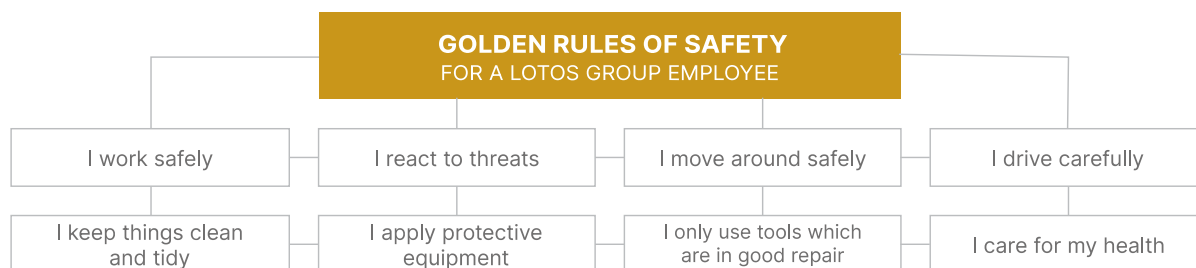 GOLDEN RULES OF SAFETY
FOR A LOTOS GROUP EMPLOYEE
I work safely
I react to threats
I move around safely
I drive carefully
I keep things clean
and tidy
I apply protective
equipment
I only use tools which
are in good repair
I care for my health